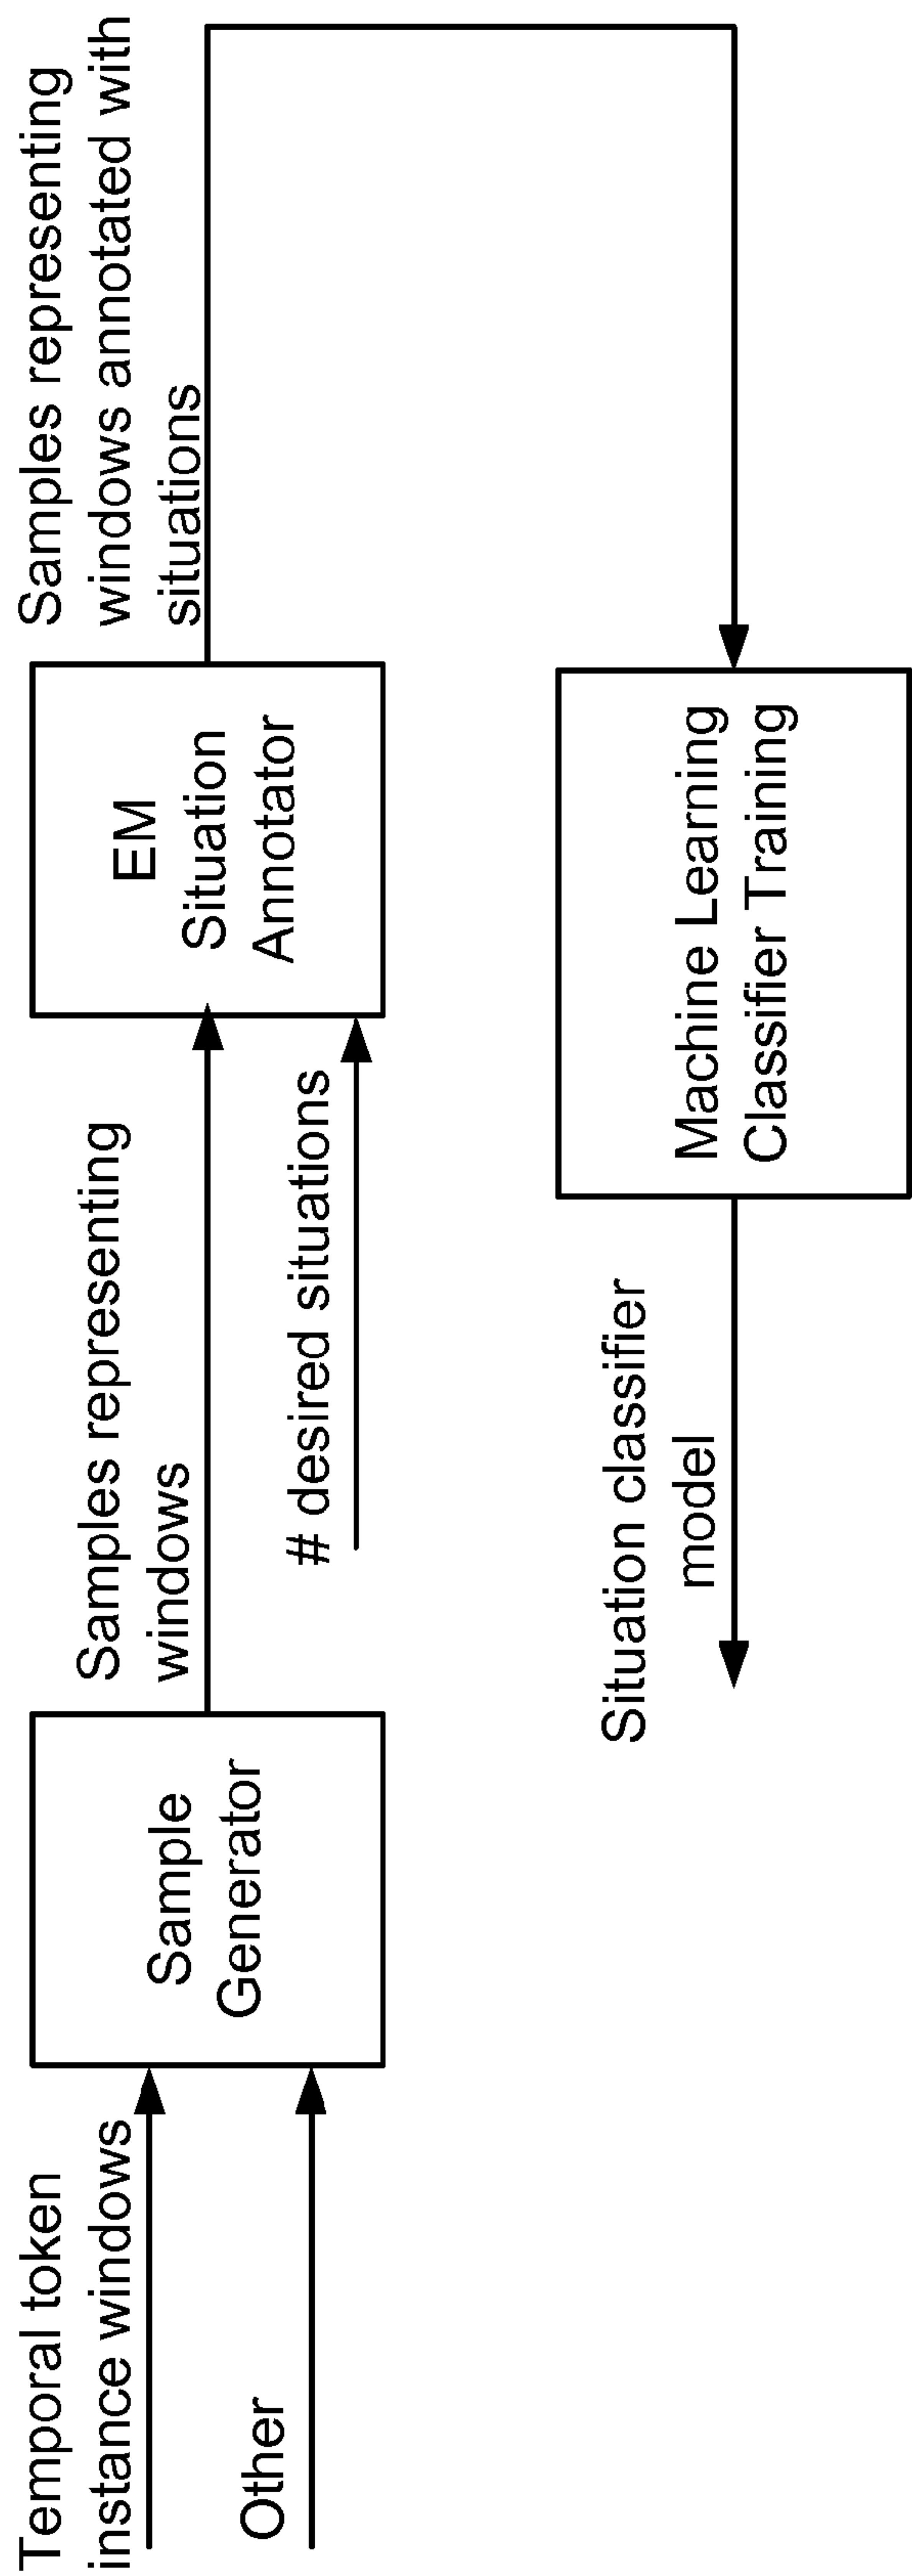 Temporal token
instance windows
Other
Sample
Generator
Samples representing
windows
# desired situations
EM
Situation
Annotator
Samples representing
windows annotated with
situations
Machine Learning
Classifier Training
Situation classifier
model